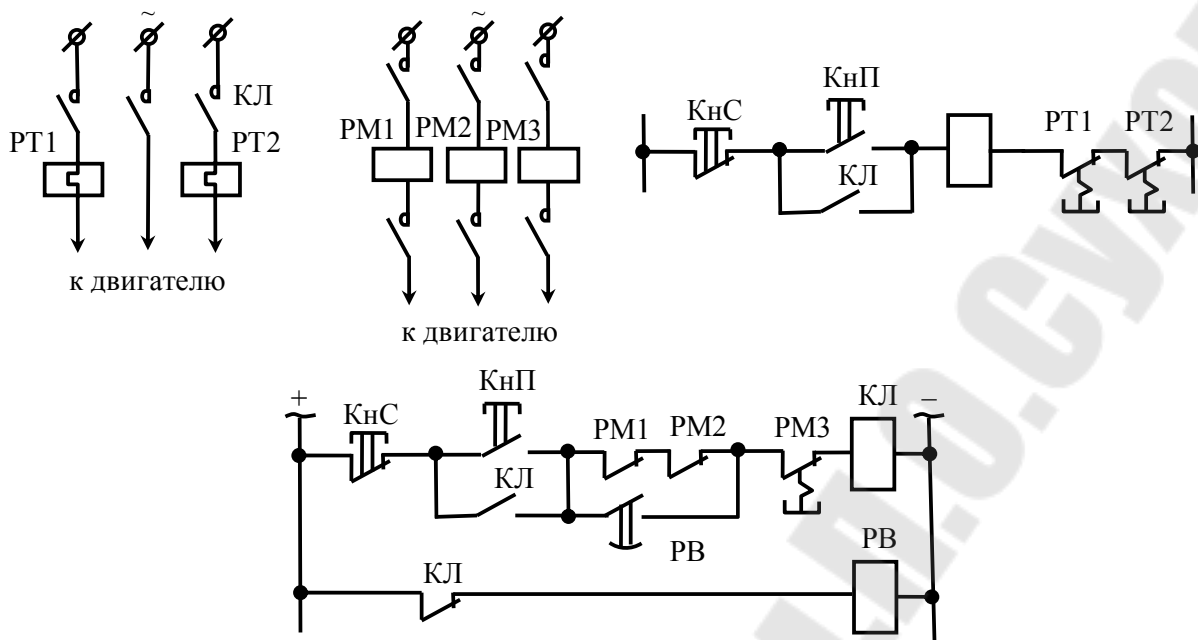 ~ ~
КнП
КЛ
КнС
РТ1 РТ2 РМ1 РМ2 РМ3 РТ1 РТ2
КЛ
к двигателю
к двигателю
КнП
+ КнС КЛ –
РМ1 РМ2 РМ3
КЛ
РВ РВ
КЛ